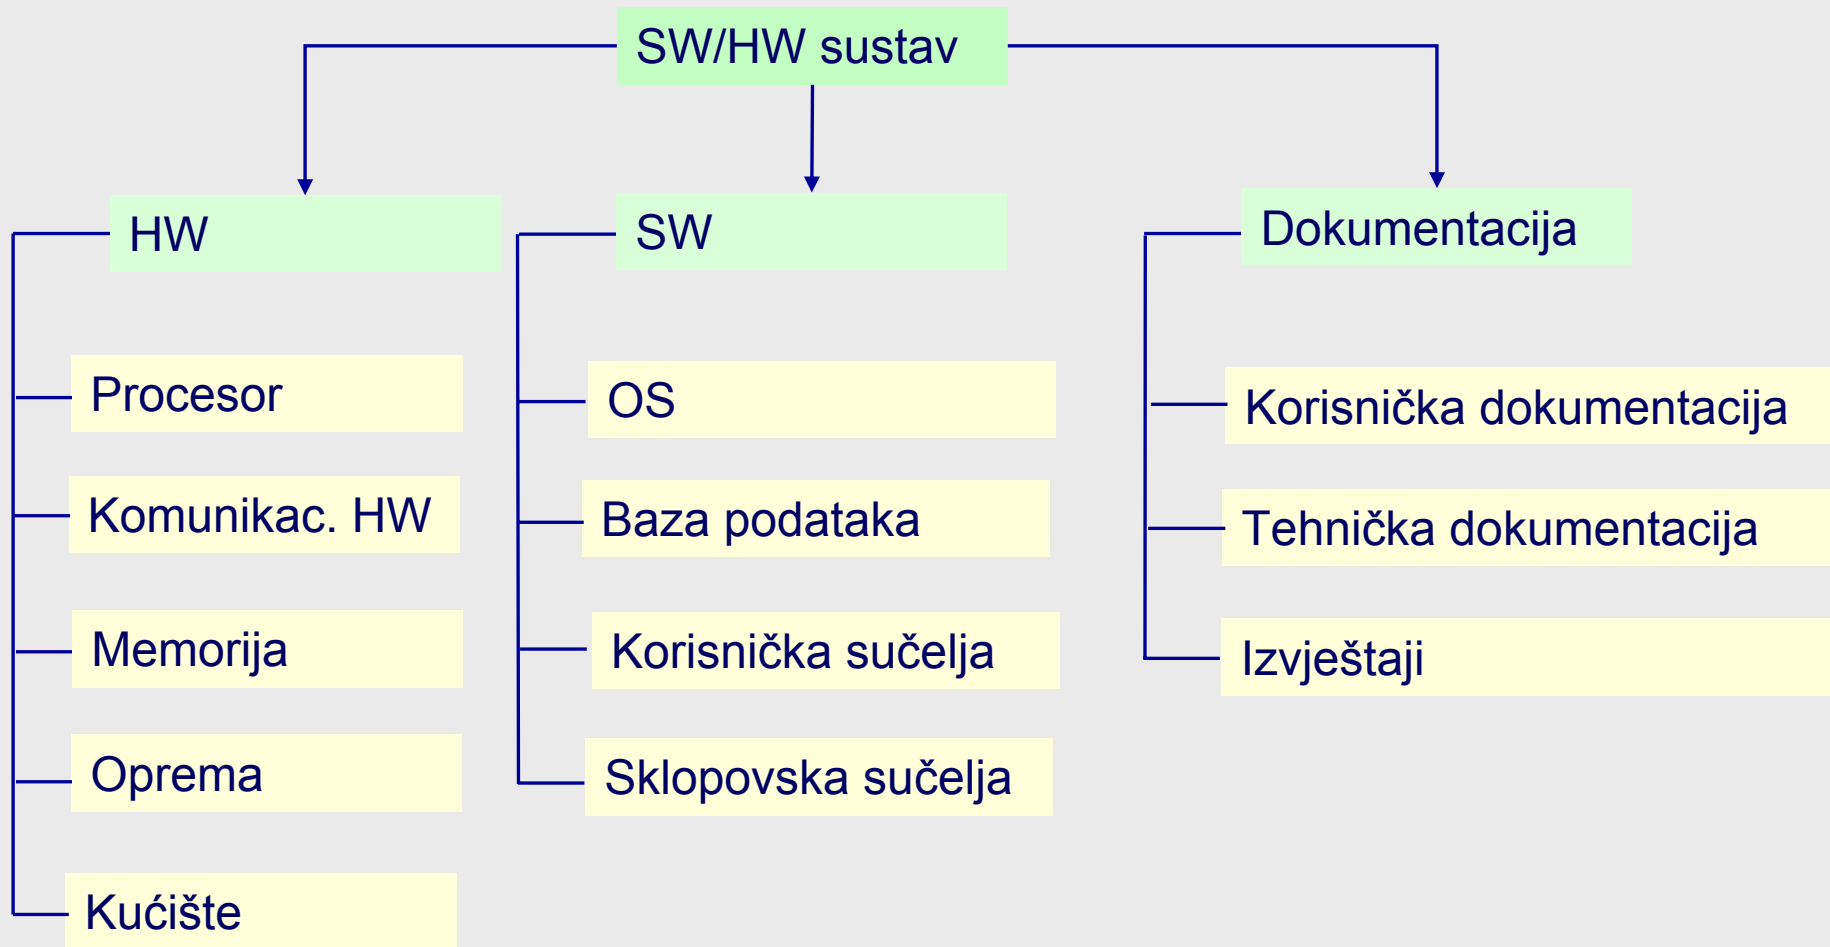 SW/HW sustav
HW
SW
Dokumentacija
Procesor
Komunikac. HW
Memorija
Oprema
Kućište
OS
Baza podataka
Korisnička sučelja
Sklopovska sučelja
Korisnička dokumentacija
Tehnička dokumentacija
Izvještaji